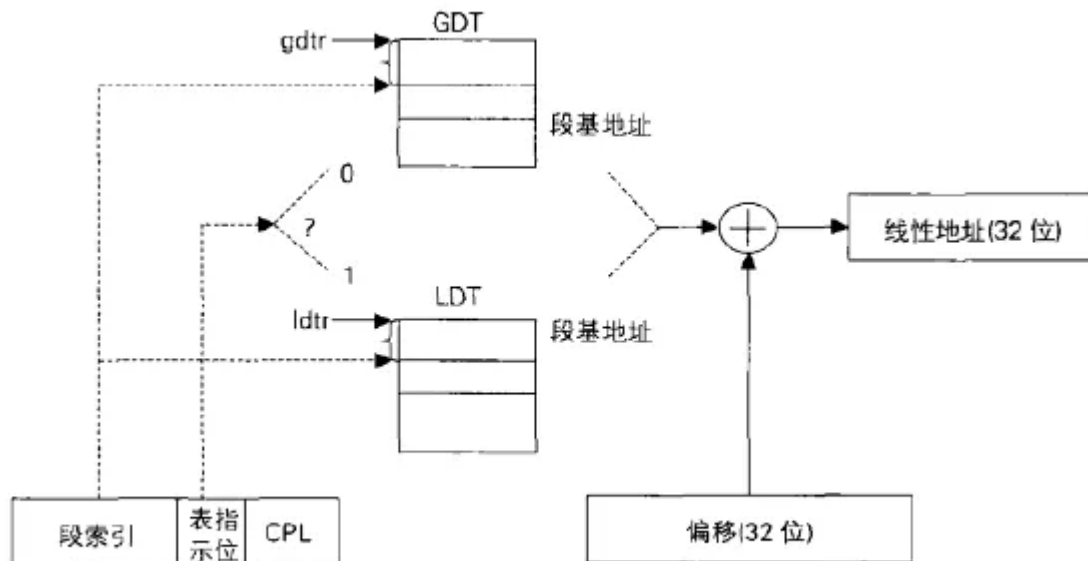 GDT
gdtr
段基地址
0
?
1
线性地址(32 位)
LDT
ldtr
段基地址
段索引
表指
示位
CPL
偏移(32 位)